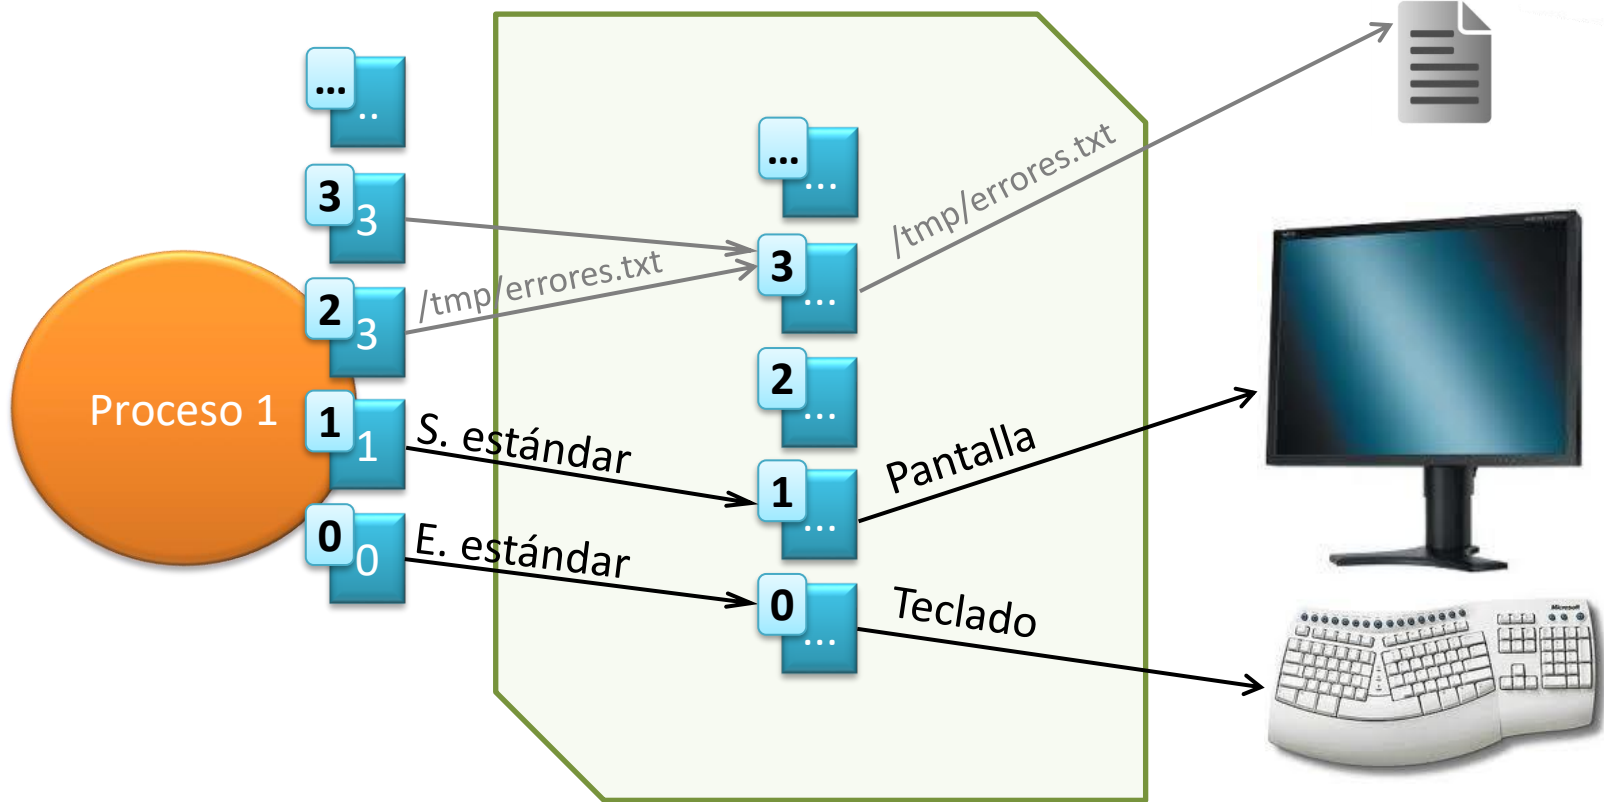 ...
..
3
3
2
3
1
1
0
0
Proceso 1
/tmp/errores.txt
S. estándar
E. estándar
...
...
3
...
2
...
1
...
0
...
/tmp/errores.txt
Pantalla
Teclado
Microsoft